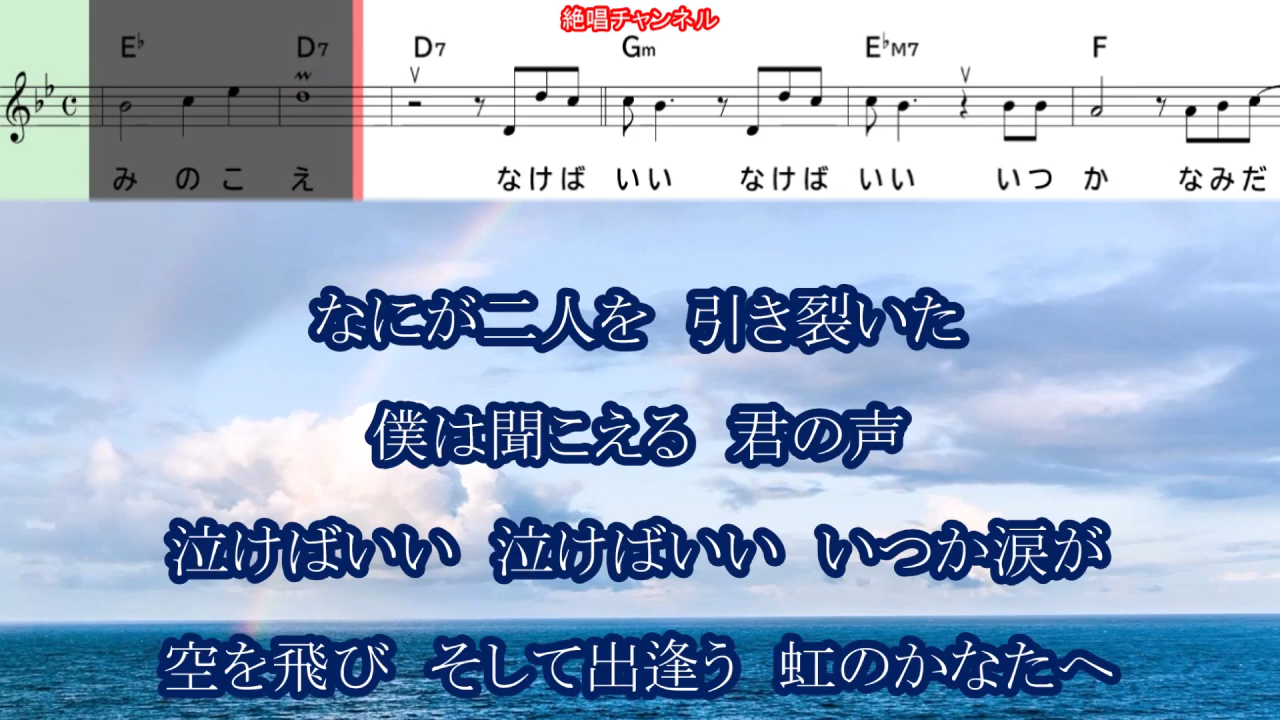 絶唱チャンネル
E♭ D7 D7 Gm E♭M7 F
み の こ え なけば いい なけば いい いつ か なみだ
なにが二人を 引き裂いた
僕は聞こえる 君の声
泣けばいい 泣けばいい いつか涙が
空を飛び そして出逢う 虹のかなたへ